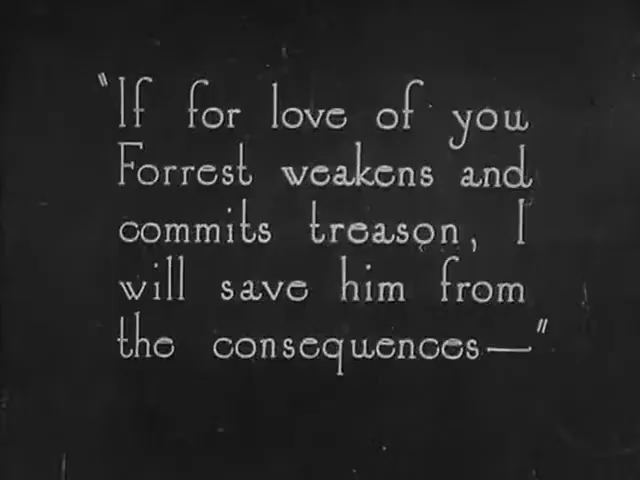 "If for love of you
Forrest weakens and
commits treason, I
will save him from
the consequences—"